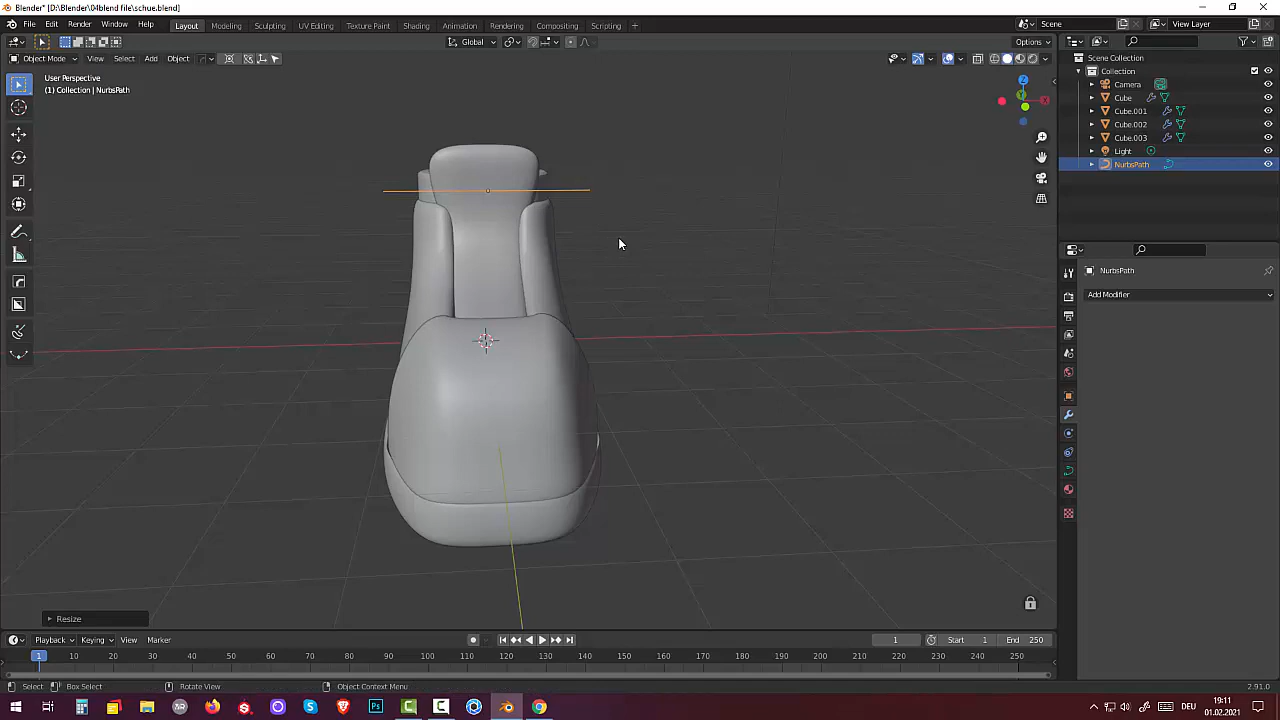 Blender* [D:\Blender\04blend file\schue.blend]
File Edit Render Window Help Layout Modeling Sculpting UV Editing Texture Paint Shading Animation Rendering Compositing Scripting + Scene View Layer
Global Options
Object Mode View Select Add Object
User Perspective
(1) Collection | NurbsPath
Scene Collection
Collection
Camera
Cube
Cube.001
Cube.002
Cube.003
Light
NurbsPath
NurbsPath
Add Modifier
Z
Y
X
Resize
Playback Keying View Marker 1 Start 1 End 250
1 10 20 30 40 50 60 70 80 90 100 110 120 130 140 150 160 170 180 190 200 210 220 230 240 250
Select Box Select Rotate View Object Context Menu 2.91.0
19:11
DEU
01.02.2021